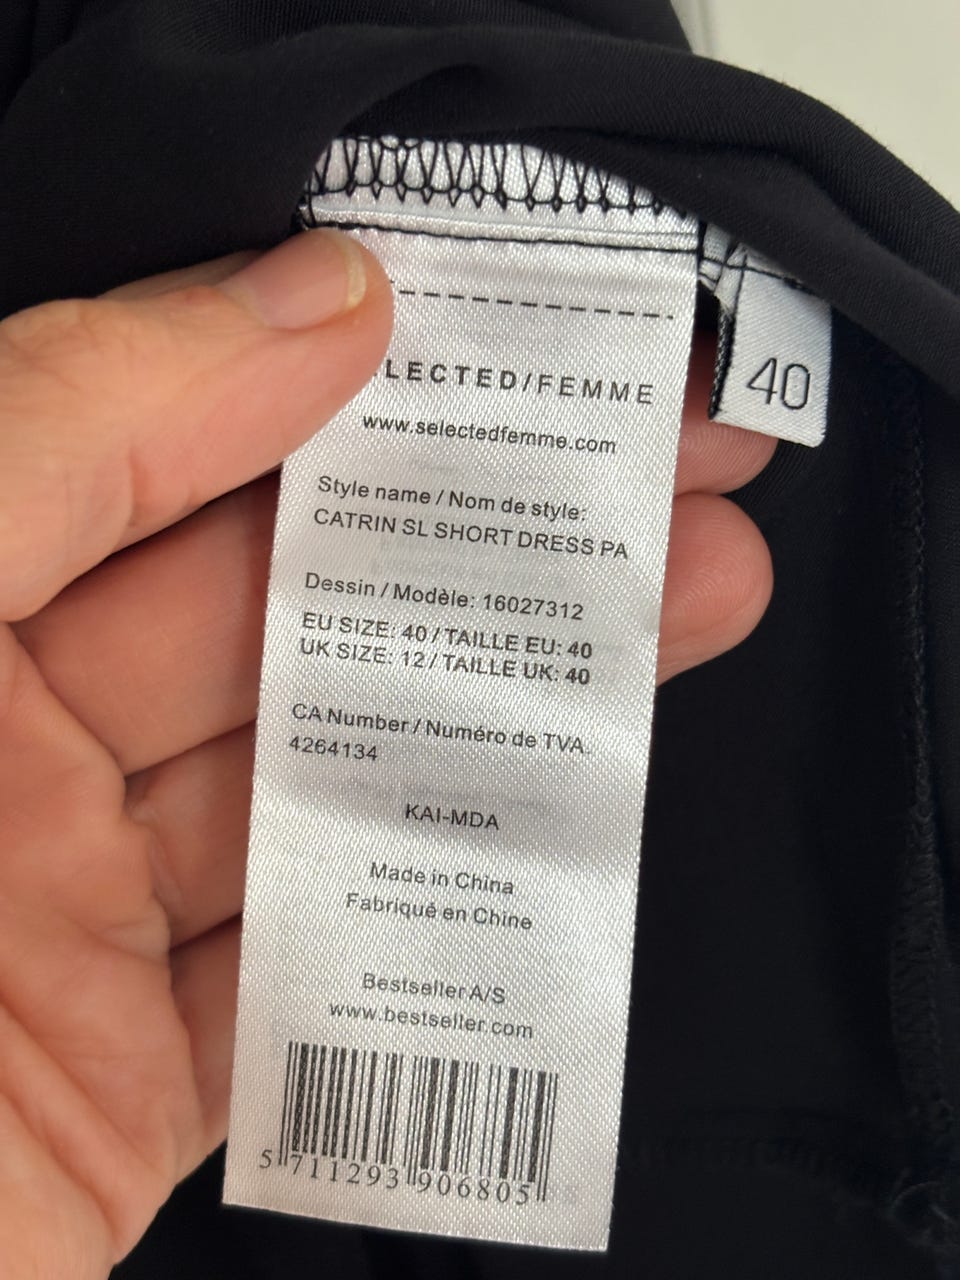 LECTED/FEMME
www.selectedfemme.com
40
Style name / Nom de style:
CATRIN SL SHORT DRESS PA
Dessin / Modèle: 16027312
EU SIZE: 40 / TAILLE EU: 40
UK SIZE: 12 / TAILLE UK: 40
CA Number / Numéro de TVA.
4264134
KAI-MDA
Made in China
Fabriqué en Chine
Bestseller A/S
www.bestseller.com
5 711293 906805